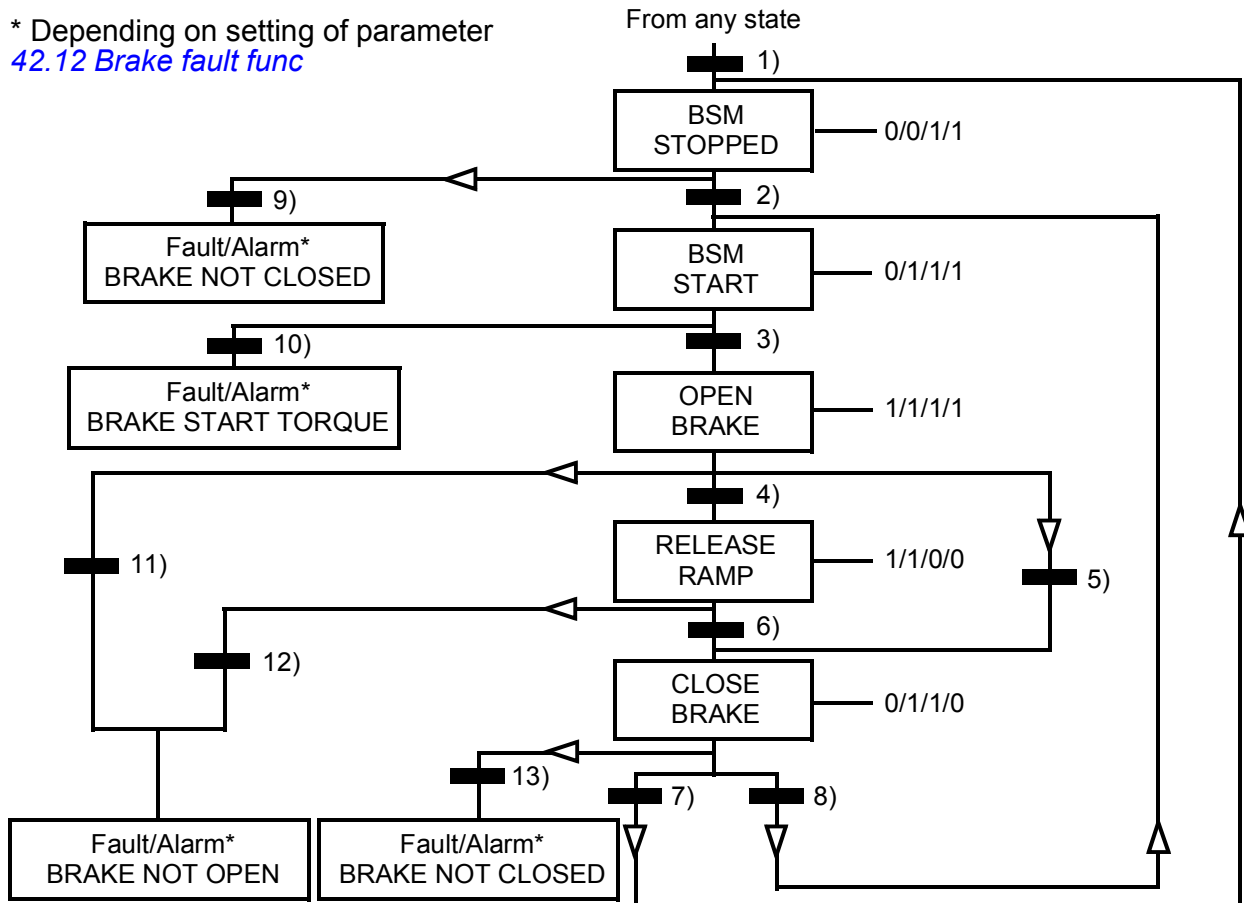 * Depending on setting of parameter
42.12 Brake fault func
From any state
1)
BSM
STOPPED
0/0/1/1
9)
2)
Fault/Alarm*
BRAKE NOT CLOSED
BSM
START
0/1/1/1
10)
3)
Fault/Alarm*
BRAKE START TORQUE
OPEN
BRAKE
1/1/1/1
4)
11)
RELEASE
RAMP
1/1/0/0
5)
6)
12)
CLOSE
BRAKE
0/1/1/0
13)
7)
8)
Fault/Alarm*
BRAKE NOT OPEN
Fault/Alarm*
BRAKE NOT CLOSED